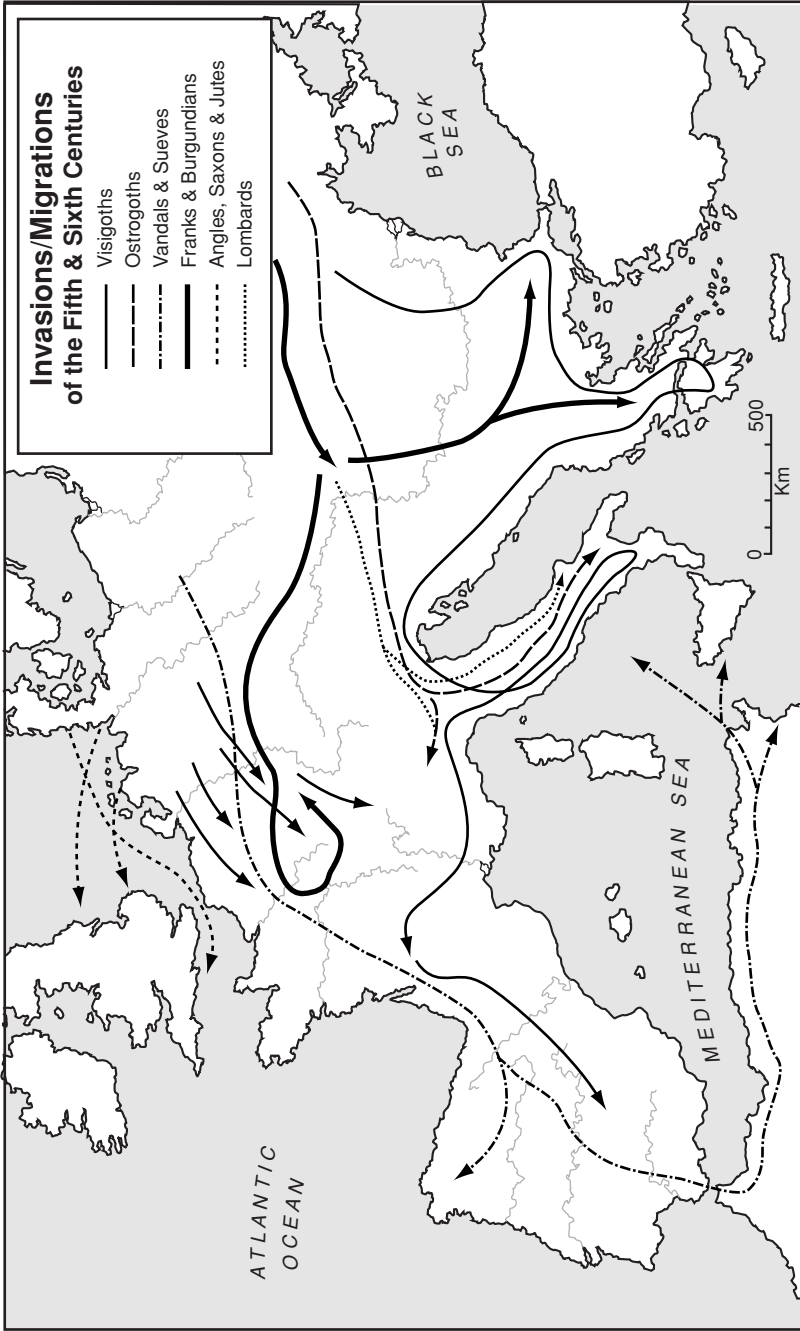 Invasions/Migrations
of the Fifth & Sixth Centuries
Visigoths
Ostrogoths
Vandals & Sueves
Franks & Burgundians
Angles, Saxons & Jutes
Lombards
BLACK
SEA
ATLANTIC
OCEAN
MEDITERRANEAN SEA
0
500
Km